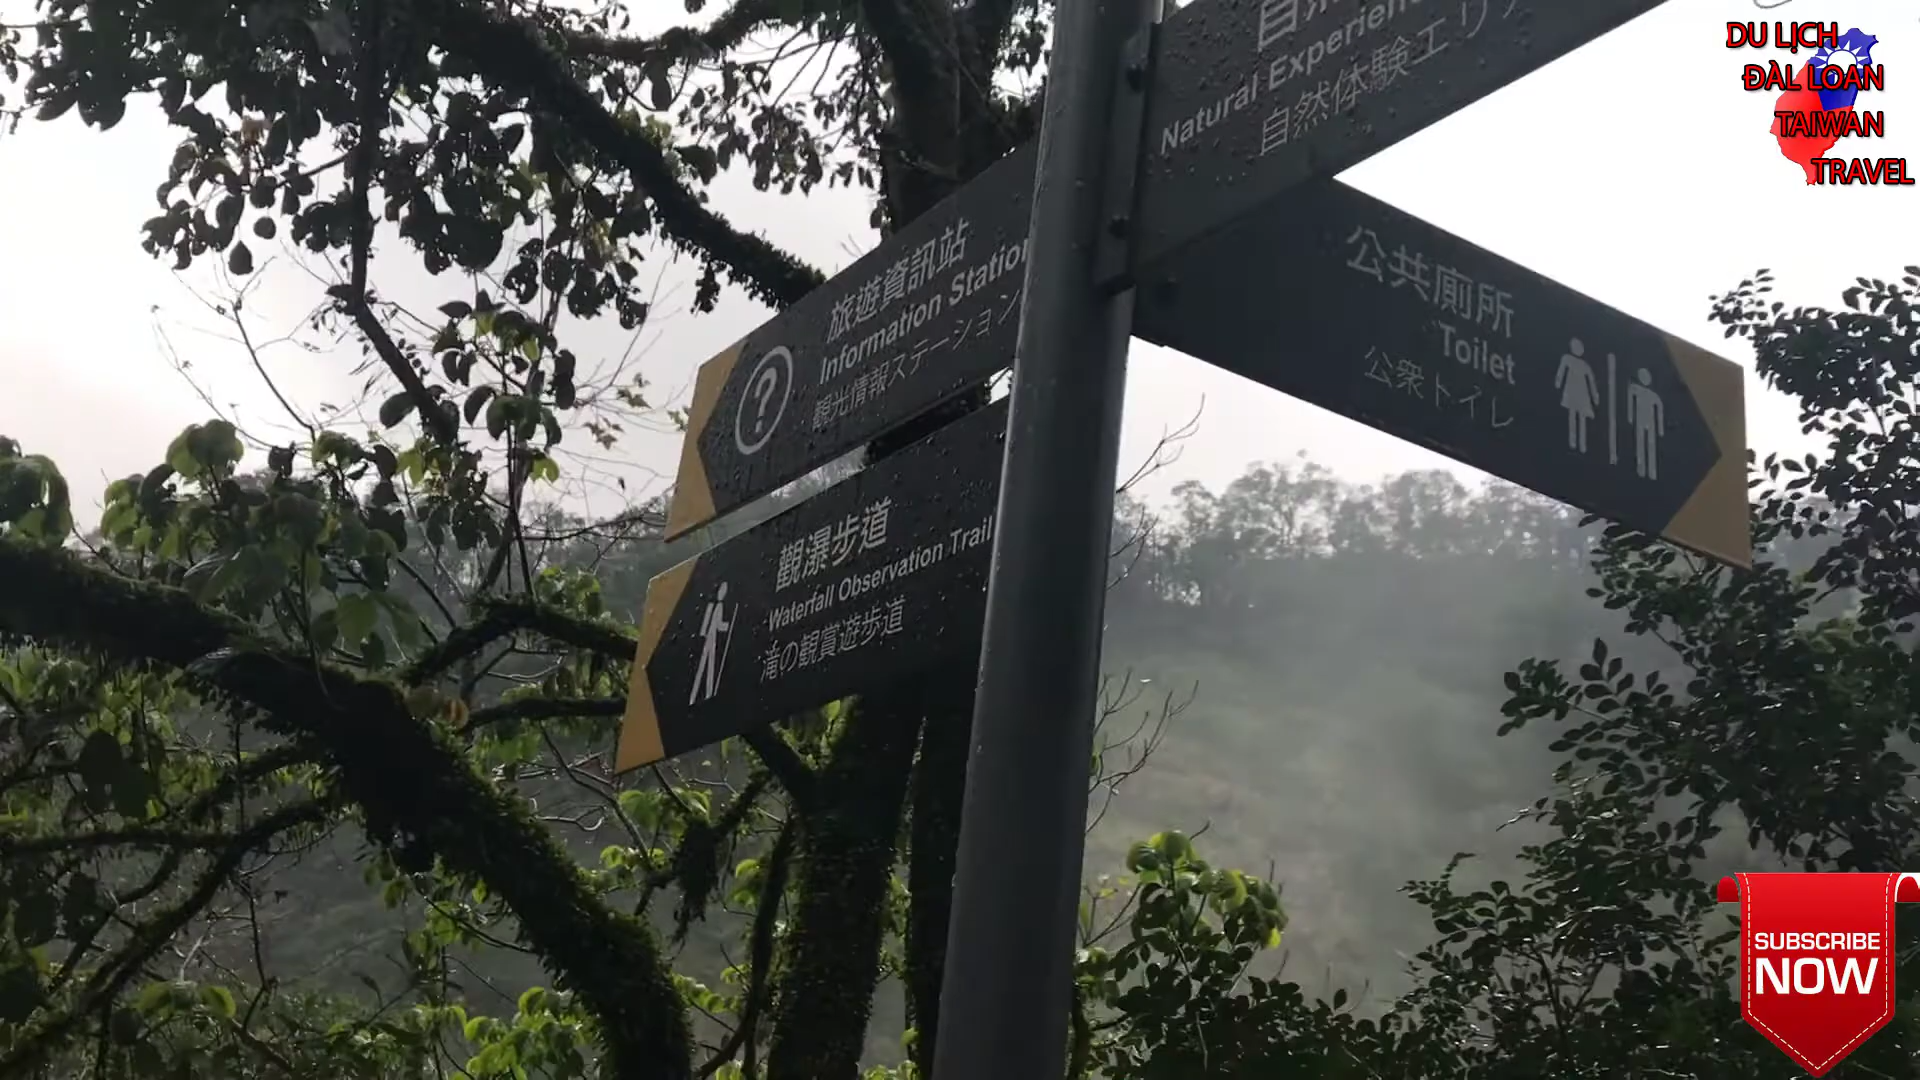 Natural
自然体験エリ
旅遊資訊站
Information Station
観光情報ステーション
觀瀑步道
Waterfall Observation Trail
滝の観賞遊歩道
公共廁所
Toilet
公衆トイレ
DU LỊCH
ĐÀI LOAN
TAIWAN
TRAVEL
SUBSCRIBE
NOW